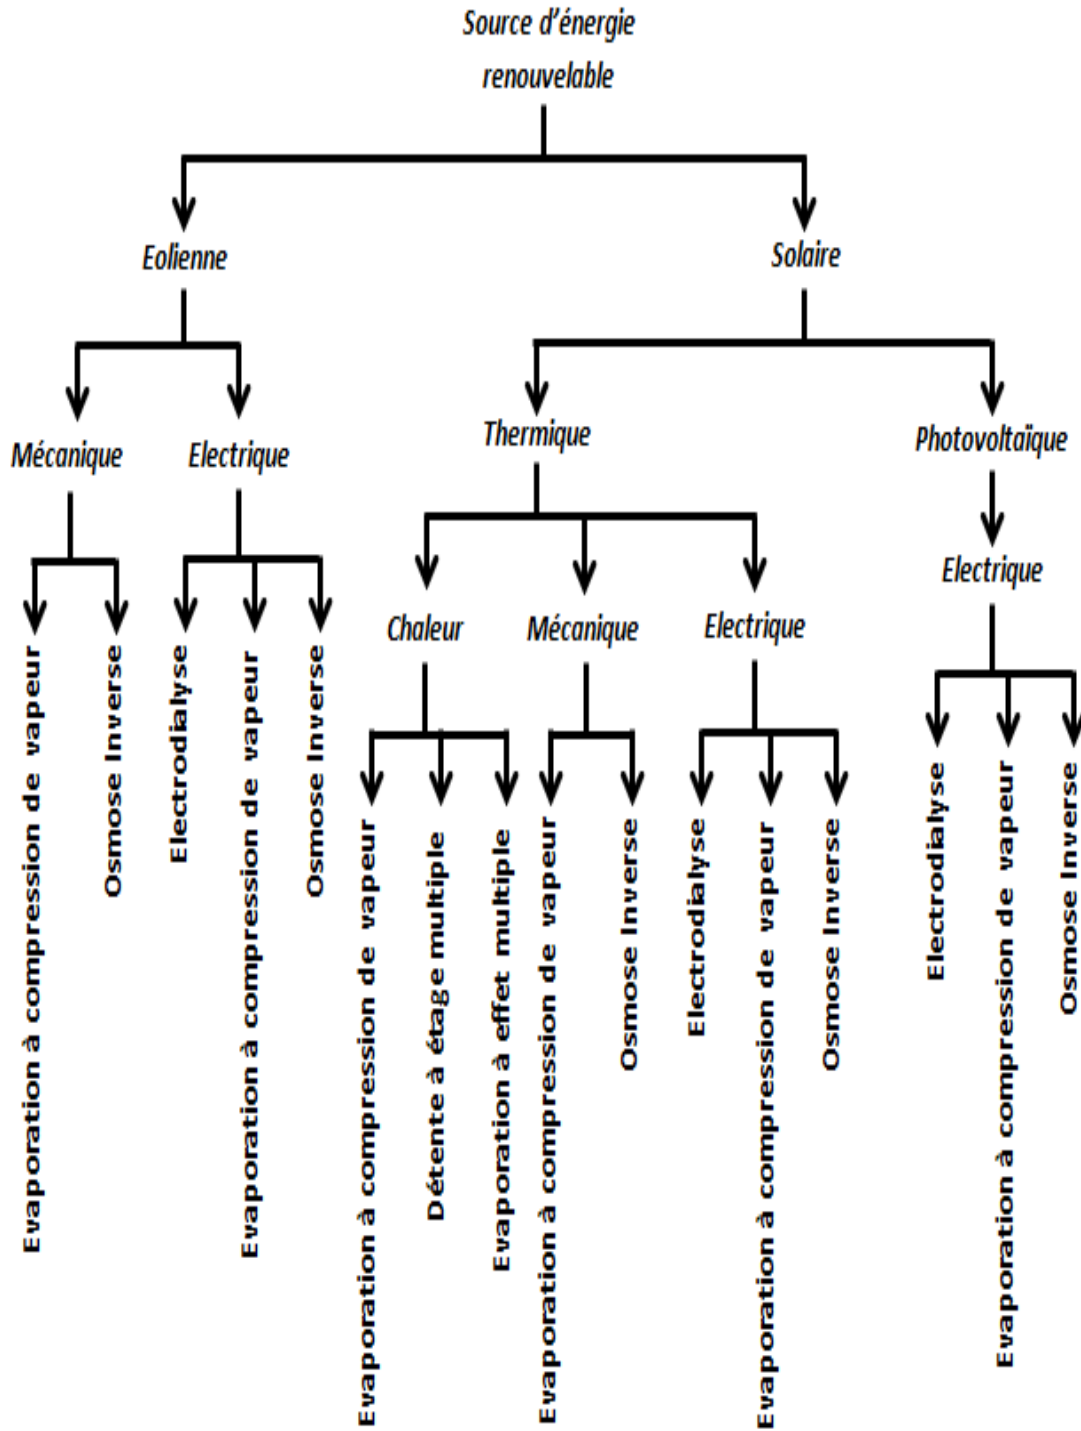 Source d'énergie
renouvelable
Eolienne
Solaire
Mécanique
Electrique
Thermique
Photovoltaïque
Chaleur
Mécanique
Electrique
Electrique
Evaporation à compression de vapeur
Osmose Inverse
Electrodialyse
Evaporation à compression de vapeur
Osmose Inverse
Evaporation à compression de vapeur
Détente à étage multiple
Evaporation à effet multiple
Evaporation à compression de vapeur
Osmose Inverse
Electrodialyse
Evaporation à compression de vapeur
Osmose Inverse
Electrodialyse
Evaporation à compression de vapeur
Osmose Inverse